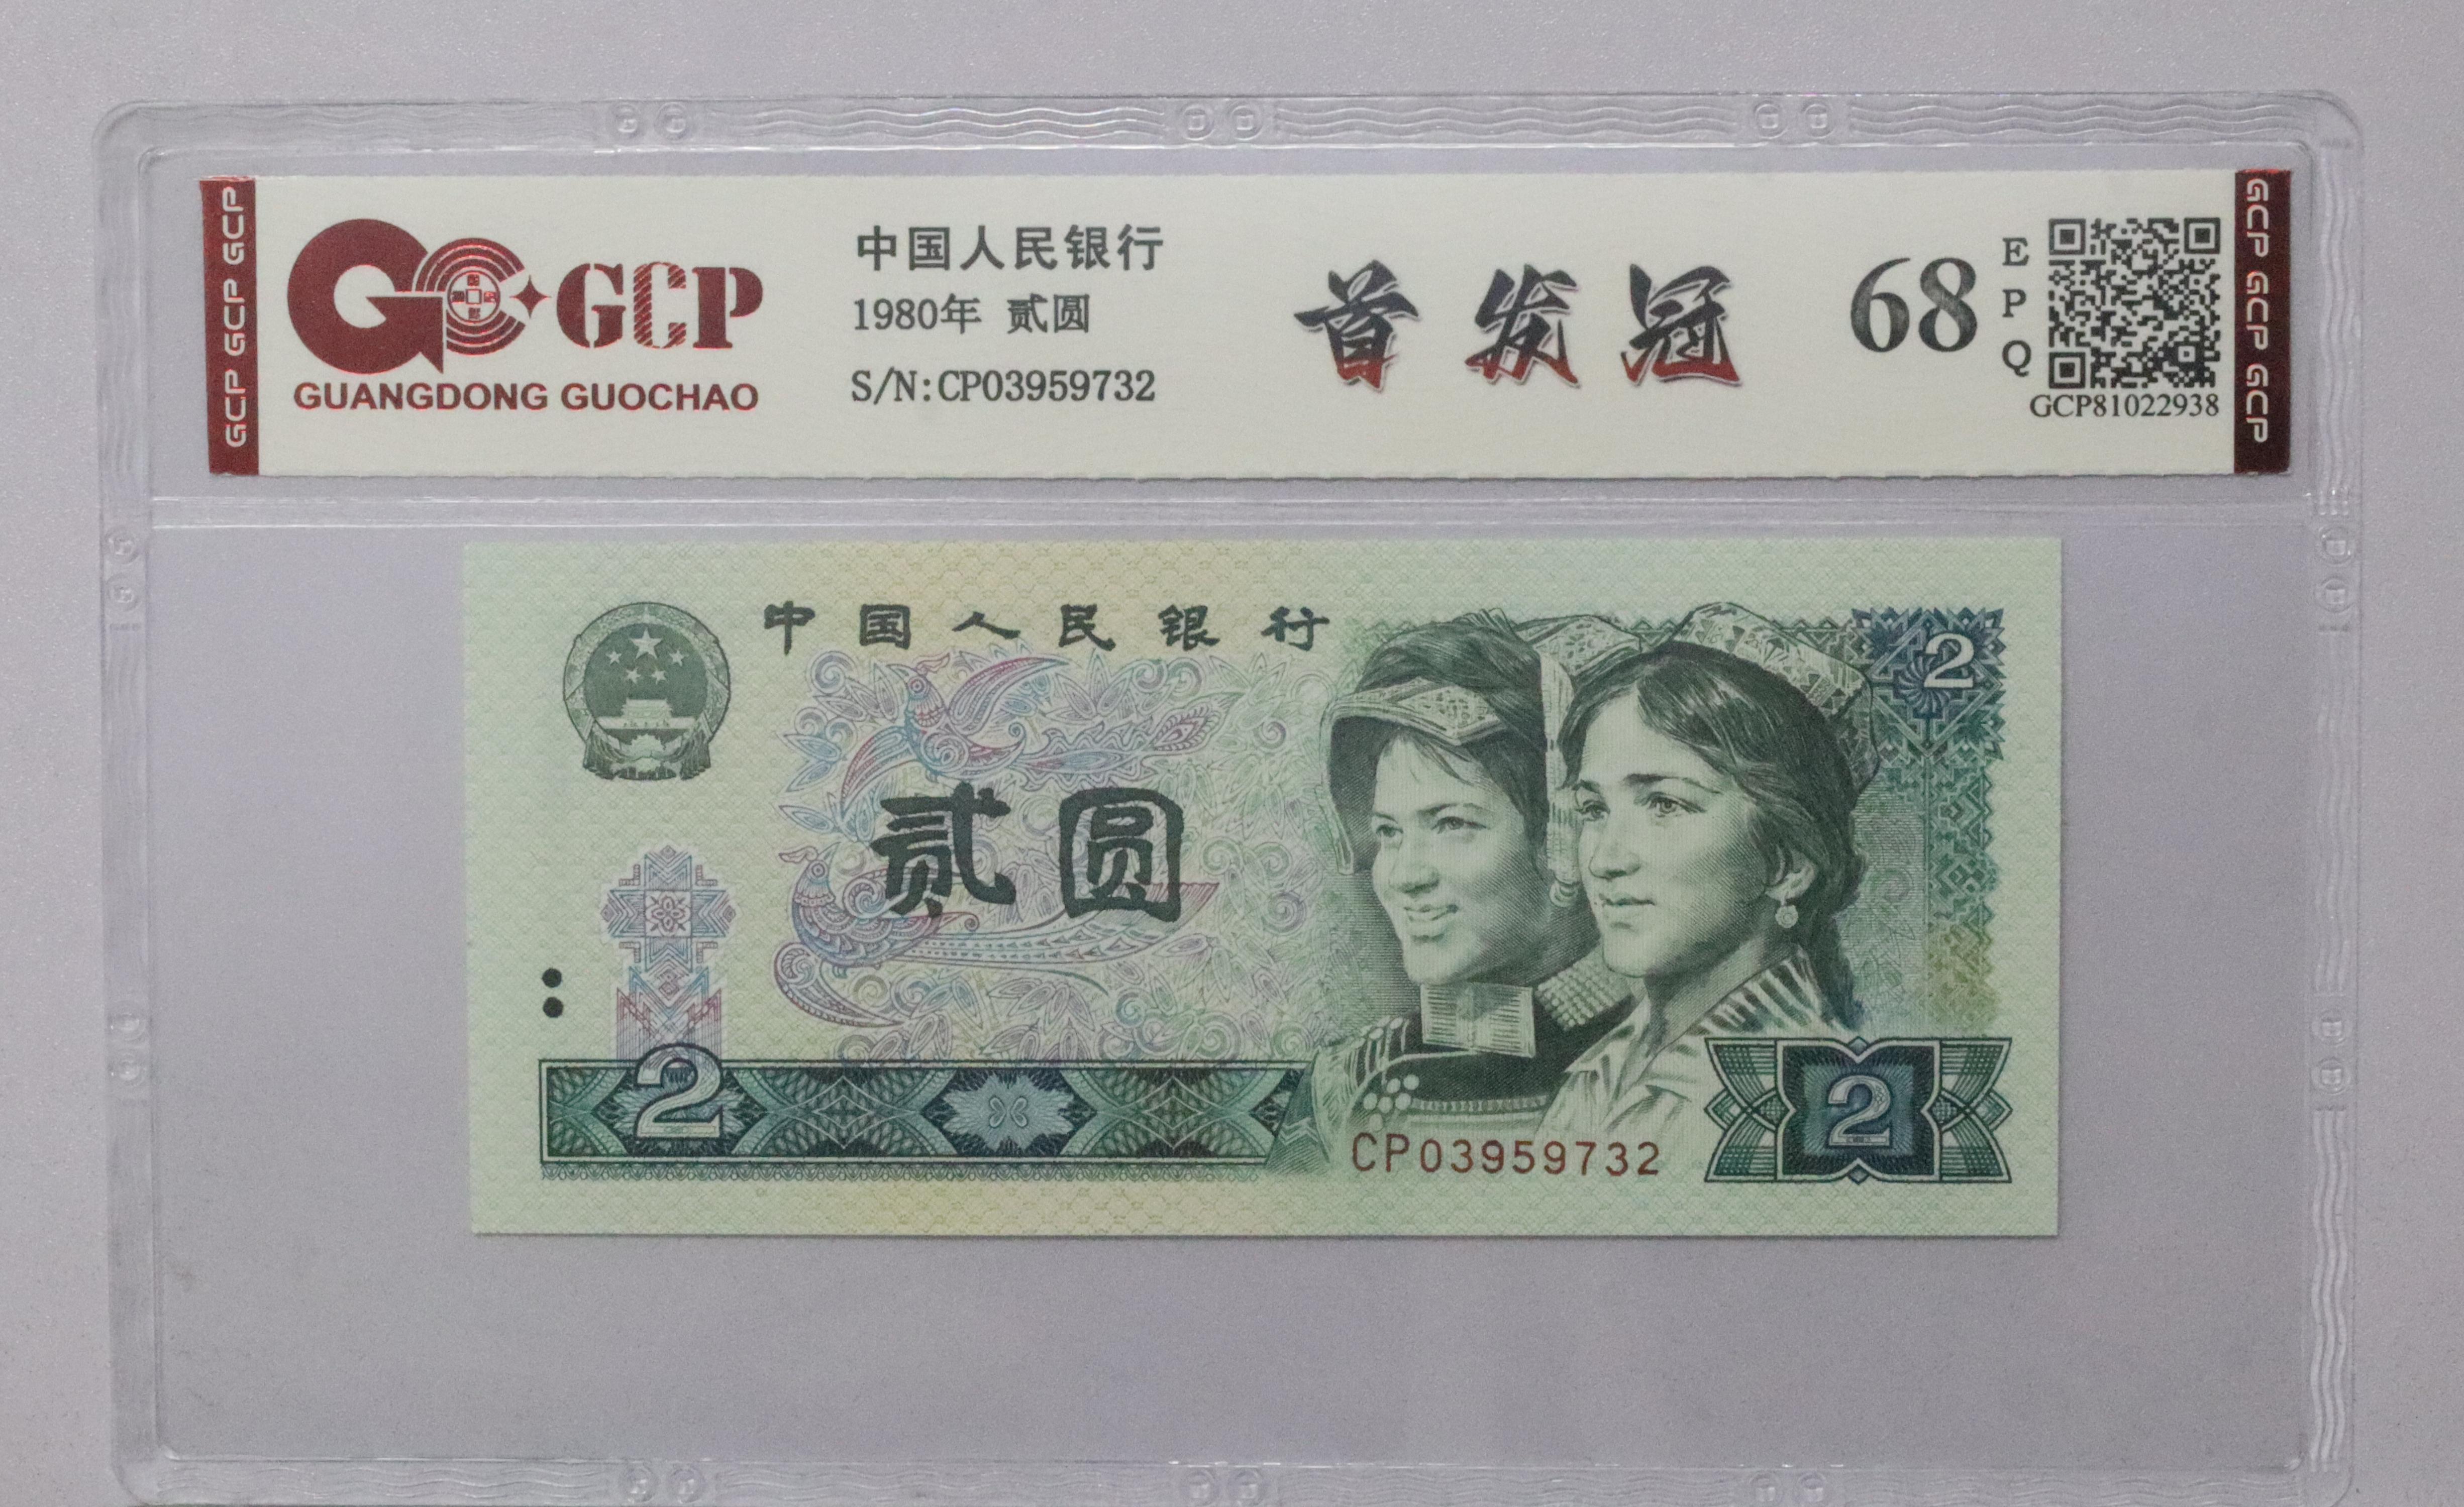 GCP GCP GCP
GCP
GUANGDONG GUOCHAO
中国人民银行
1980年 贰圆
S/N:CP03959732
首发冠
68
EPQ
GCP81022938
GCP GCP GCP
中国人民银行
2
贰圆
2
2
CP03959732